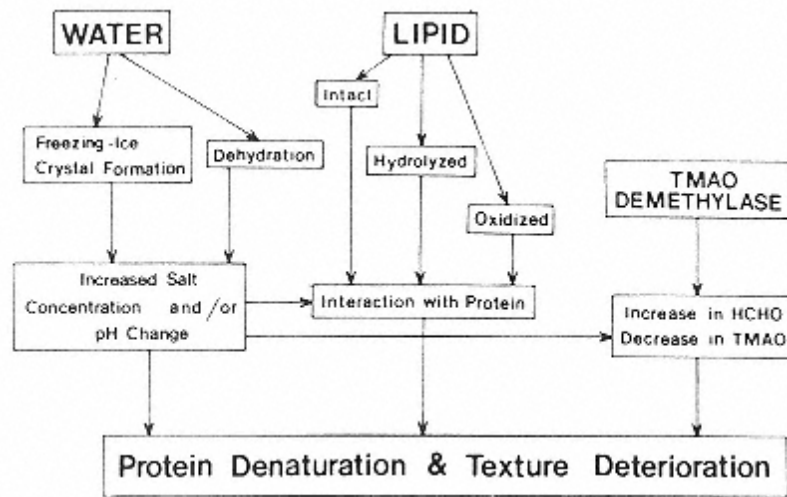 WATER
LIPID
Intact
Freezing-Ice
Crystal Formation
Dehydration
Hydrolyzed
TMAO
DEMETHYLASE
Oxidized
Increased Salt
Concentration and/or
pH Change
Interaction with Protein
Increase in HCHO
Decrease in TMAO
Protein Denaturation & Texture Deterioration